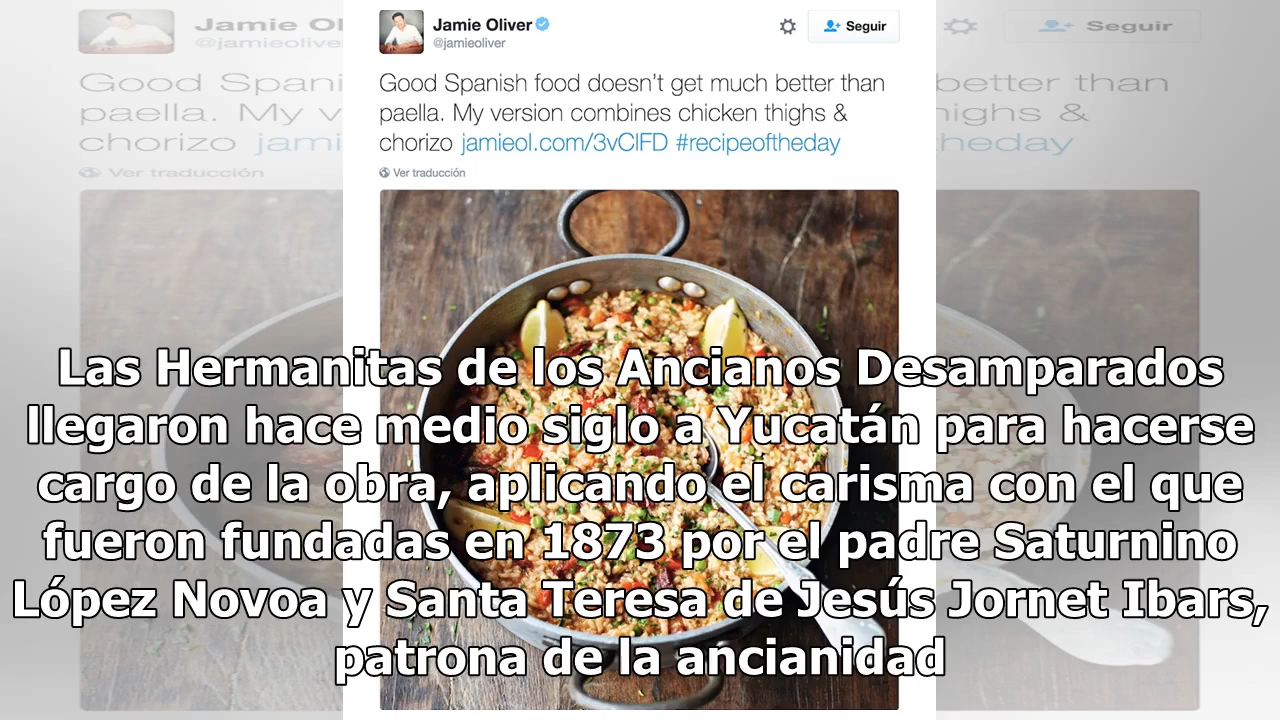 Jamie Oliver
@jamieoliver
Seguir
Good Spanish food doesn't get much better than
paella. My version combines chicken thighs &
chorizo jamieol.com/3vClFD #recipeoftheday
Ver traducción
Las Hermanitas de los Ancianos Desamparados
llegaron hace medio siglo a Yucatán para hacerse
cargo de la obra, aplicando el carisma con el que
fueron fundadas en 1873 por el padre Saturnino
López Novoa y Santa Teresa de Jesús Jornet Ibars,
patrona de la ancianidad